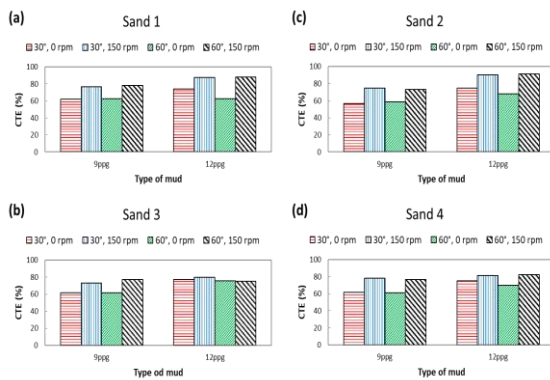 (a)
Sand 1
30°, 0 rpm 30°, 150 rpm 60°, 0 rpm 60°, 150 rpm
100
80
60
40
20
0
CTE (%)
9ppg 12ppg
Type of mud
(c)
Sand 2
30°, 0 rpm 30°, 150 rpm 60°, 0 rpm 60°, 150 rpm
100
80
60
40
20
0
CTE (%)
9ppg 12ppg
Type of mud
(b)
Sand 3
30°, 0 rpm 30°, 150 rpm 60°, 0 rpm 60°, 150 rpm
100
80
60
40
20
0
CTE (%)
9ppg 12ppg
Type od mud
(d)
Sand 4
30°, 0 rpm 30°, 150 rpm 60°, 0 rpm 60°, 150 rpm
100
80
60
40
20
0
CTE (%)
9ppg 12ppg
Type of mud